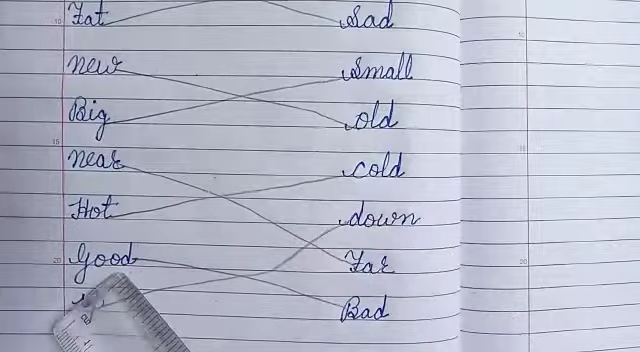 Fat Sad
New Small
Big old
Near cold
Hot down
Good Far
Bad